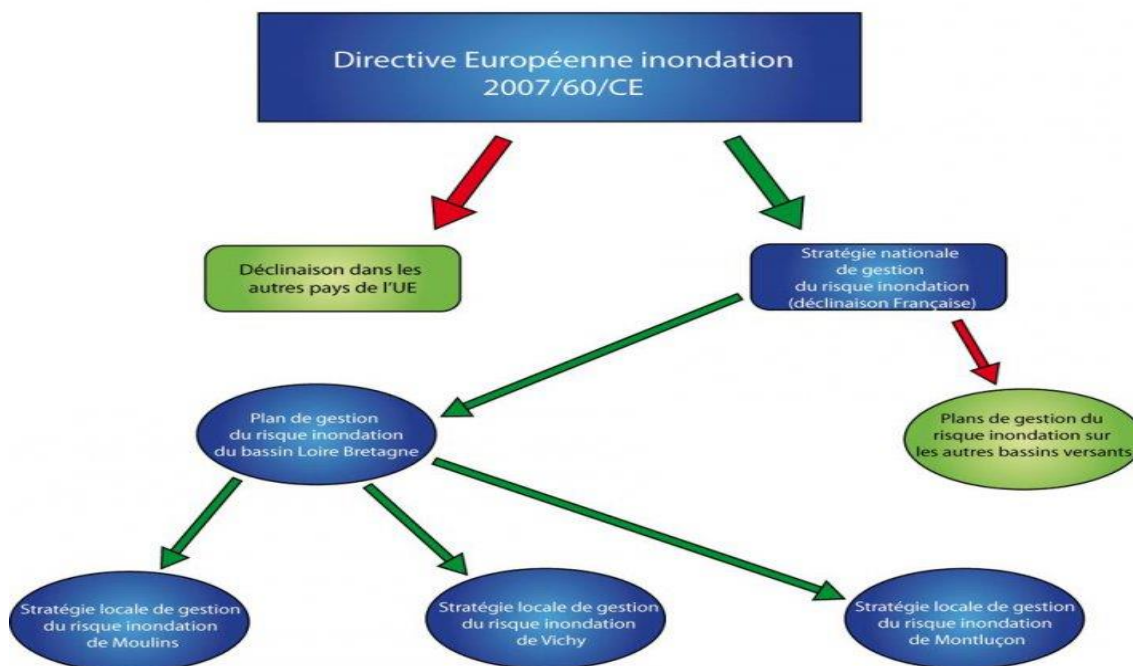 Directive Européenne inondation
2007/60/CE
Déclinaison dans les
autres pays de l'UE
Stratégie nationale
de gestion
du risque inondation
(déclinaison Française)
Plan de gestion
du risque inondation
du bassin Loire Bretagne
Plans de gestion du
risque inondation sur
les autres bassins versants
Stratégie locale de gestion
du risque inondation
de Moulins
Stratégie locale de gestion
du risque inondation
de Vichy
Stratégie locale de gestion
du risque inondation
de Montluçon